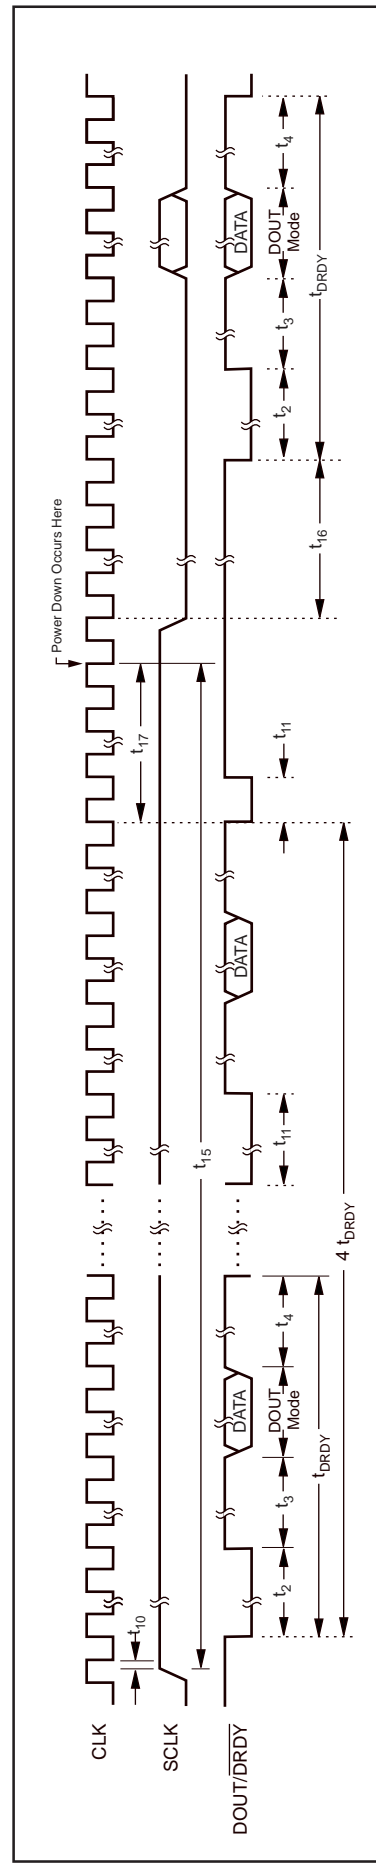 Power Down Occurs Here
CLK
t10
t17
SCLK
t15
DOUT/DRDY
DATA
DATA
DATA
t2
t3
DOUT
Mode
t4
t11
t11
t16
t2
t3
DOUT
Mode
t4
tDRDY
tDRDY
4 tDRDY